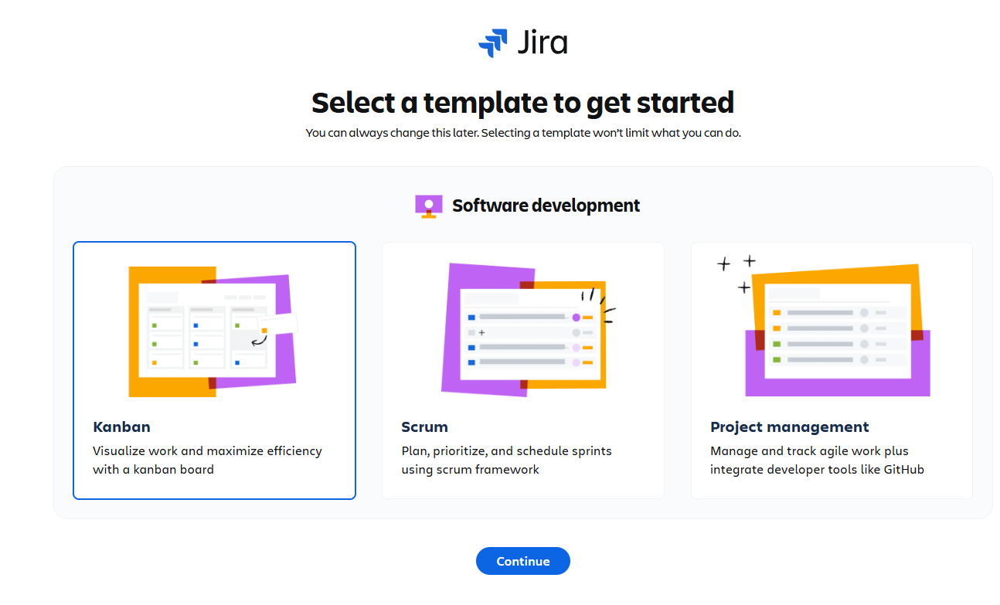 Jira
Select a template to get started
You can always change this later. Selecting a template won't limit what you can do.
Software development
Kanban
Visualize work and maximize efficiency
with a kanban board
Scrum
Plan, prioritize, and schedule sprints
using scrum framework
Project management
Manage and track agile work plus
integrate developer tools like GitHub
Continue